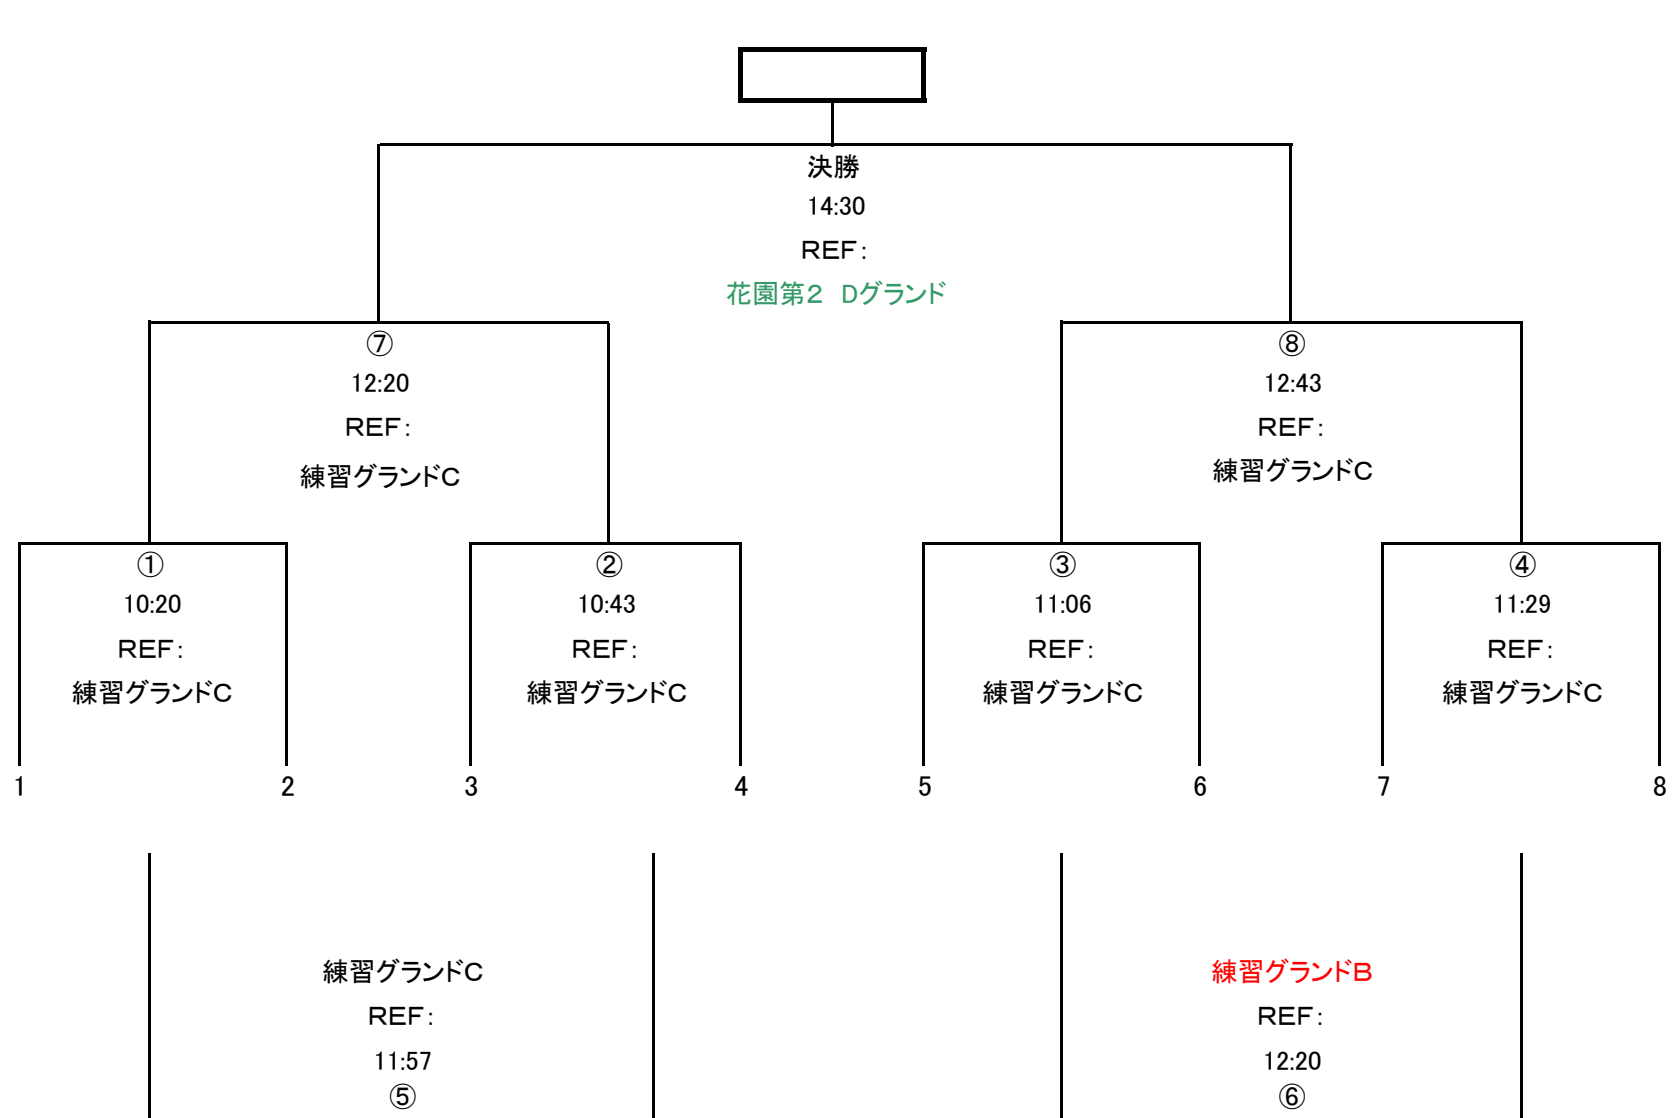 決勝
14:30
ＲＥＦ：
花園第２　Dグランド
⑦
12:20
ＲＥＦ：
練習グランドＣ
⑧
12:43
ＲＥＦ：
練習グランドＣ
①
10:20
ＲＥＦ：
練習グランドＣ
②
10:43
ＲＥＦ：
練習グランドＣ
③
11:06
ＲＥＦ：
練習グランドＣ
④
11:29
ＲＥＦ：
練習グランドＣ
1 2 3 4 5 6 7 8
練習グランドＣ
ＲＥＦ：
11:57
⑤
練習グランドＢ
ＲＥＦ：
12:20
⑥